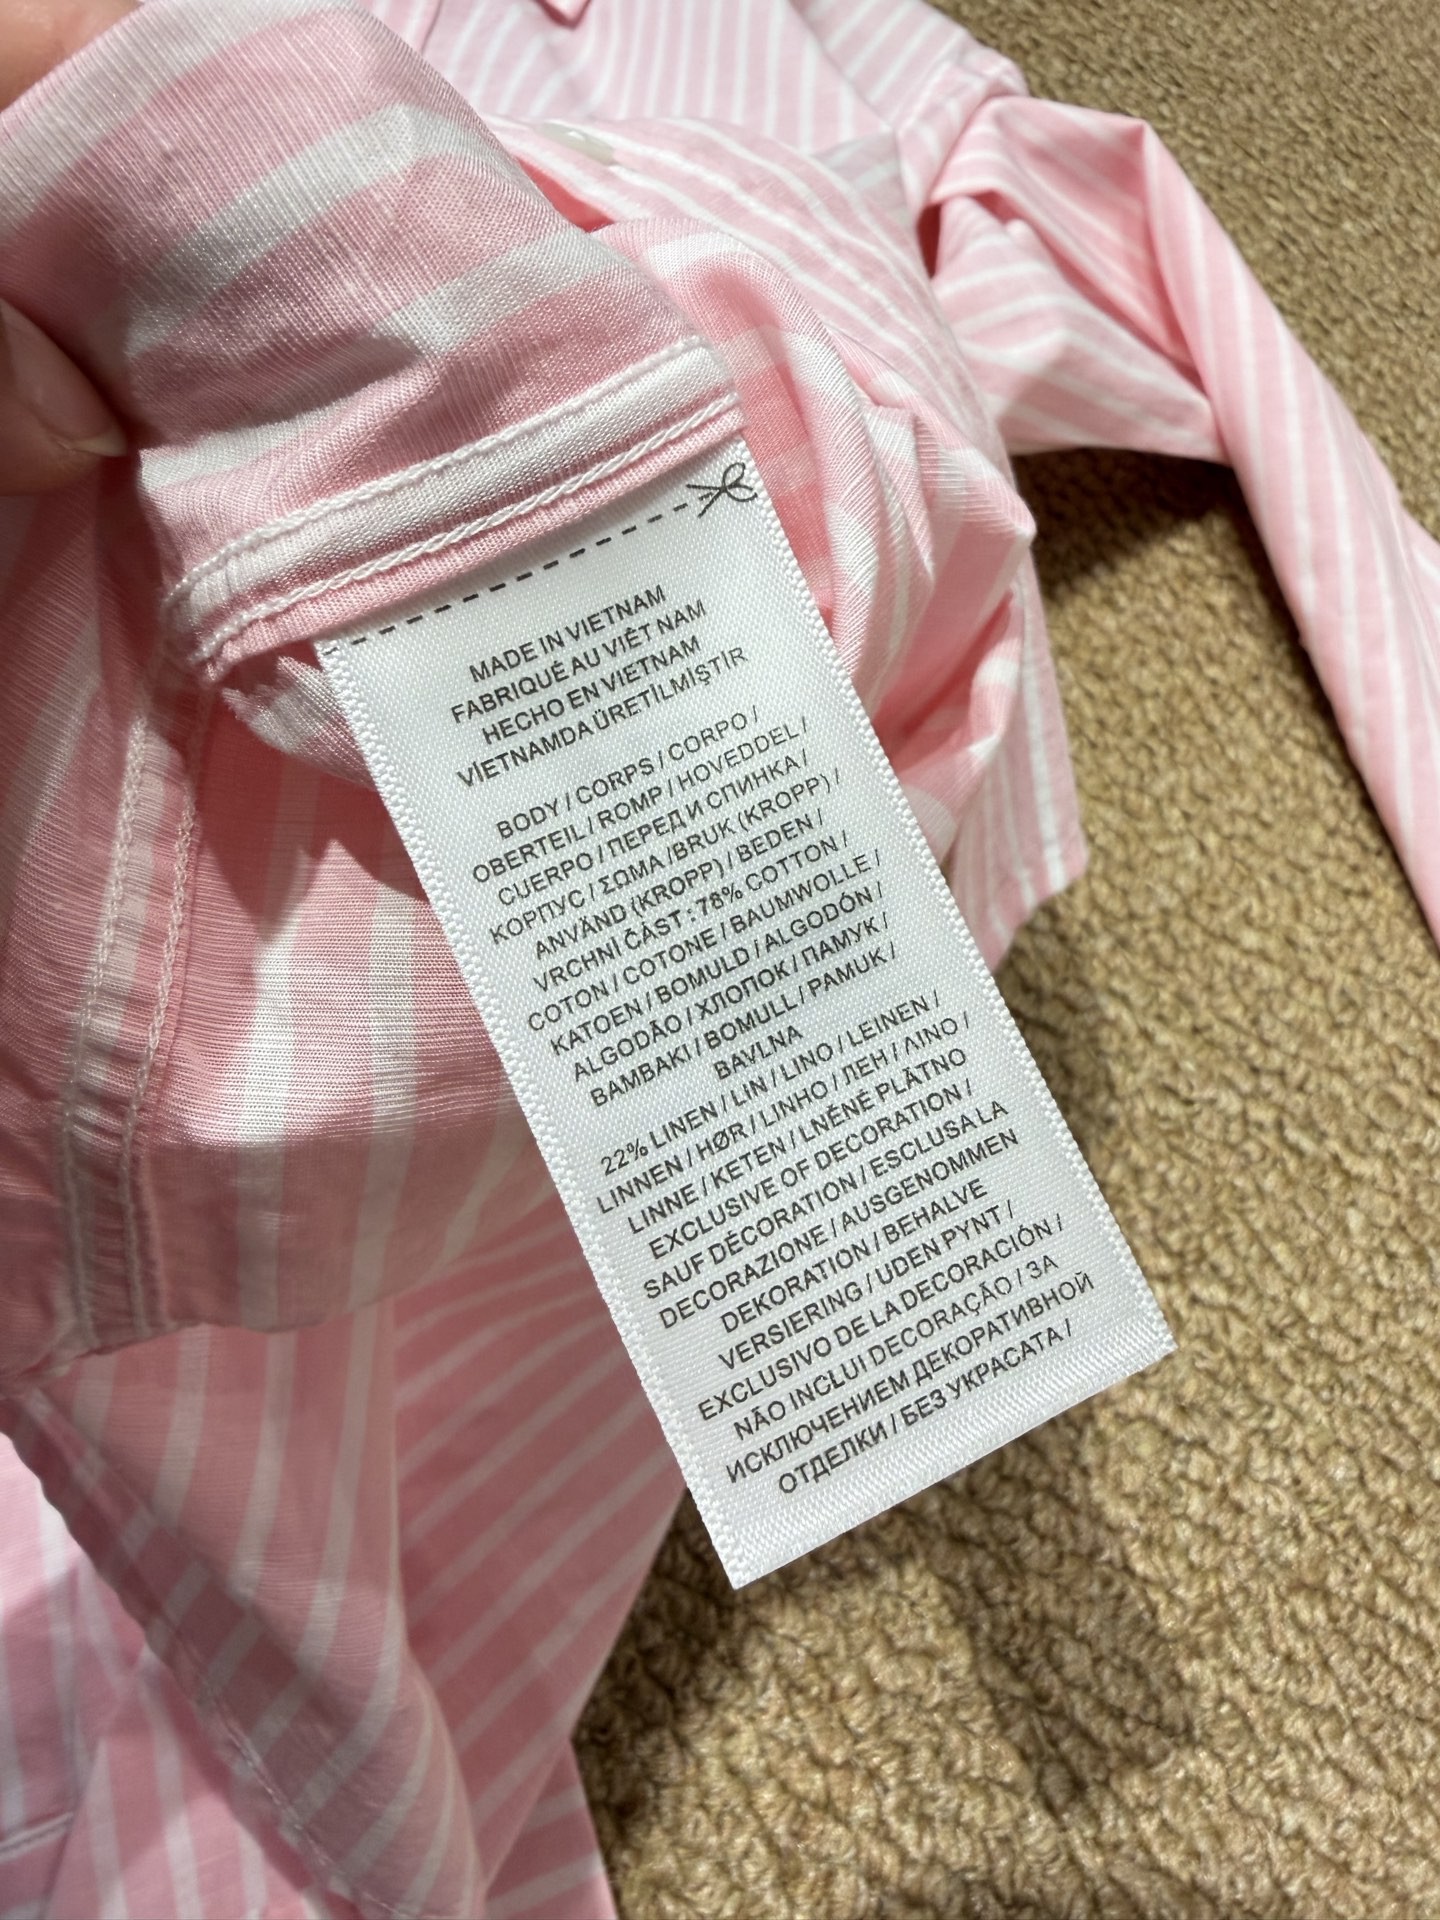 MADE IN VIETNAM
FABRIQUÉ AU VIÊT NAM
HECHO EN VIETNAM
VİETNAMDA ÜRETİLMİŞTİR
BODY / CORPS / CORPO /
OBERTEIL / ROMP / HOVEDDEL /
CUERPO / ПЕРЕД И СПИНКА /
КОРПУС / ΣΩΜΑ /BRUK (KROPP) /
ANVÄND (KROPP) / BEDEN /
VRCHNÍ ČÁST : 78% COTTON /
COTON / COTONE / BAUMWOLLE /
KATOEN / BOMULD / ALGODÓN /
ALGODÃO / ХЛОПОК / ПАМУК /
BAMBAKI / BOMULL / PAMUK /
BAVLNA
22% LINEN / LIN / LINO / LEINEN /
LINNEN / HØR / LINHO / ЛЕН / ΛΙΝΟ /
LINNE / KETEN / LNĚNÉ PLÁTNO
EXCLUSIVE OF DECORATION /
SAUF DÉCORATION / ESCLUSA LA
DECORAZIONE / AUSGENOMMEN
DEKORATION / BEHALVE
VERSIERING / UDEN PYNT /
EXCLUSIVO DE LA DECORACIÓN /
NÃO INCLUI DECORAÇÃO / ЗА
ИСКЛЮЧЕНИЕМ ДЕКОРАТИВНОЙ
ОТДЕЛКИ / БЕЗ УКРАСАТА /